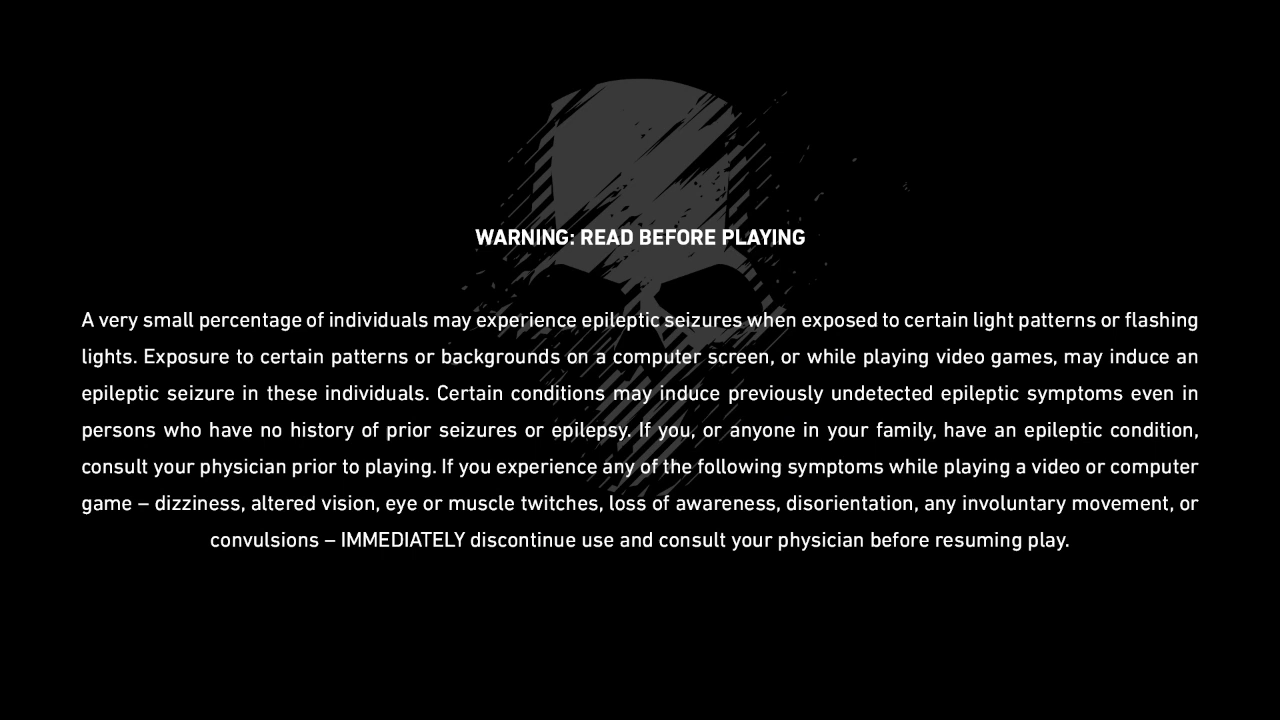 WARNING: READ BEFORE PLAYING
A very small percentage of individuals may experience epileptic seizures when exposed to certain light patterns or flashing
lights. Exposure to certain patterns or backgrounds on a computer screen, or while playing video games, may induce an
epileptic seizure in these individuals. Certain conditions may induce previously undetected epileptic symptoms even in
persons who have no history of prior seizures or epilepsy. If you, or anyone in your family, have an epileptic condition,
consult your physician prior to playing. If you experience any of the following symptoms while playing a video or computer
game – dizziness, altered vision, eye or muscle twitches, loss of awareness, disorientation, any involuntary movement, or
convulsions – IMMEDIATELY discontinue use and consult your physician before resuming play.